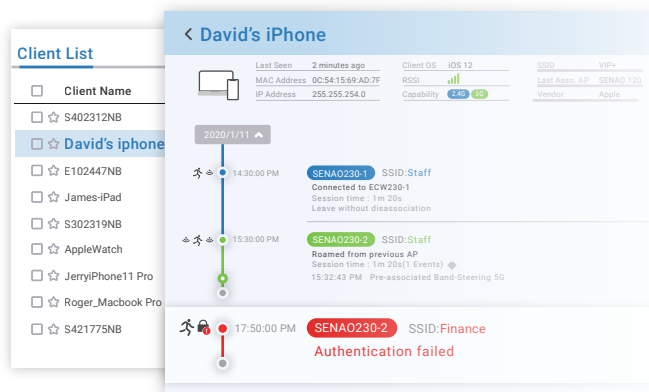 Client List
Client Name
S402312NB
David's iphone
E102447NB
James-iPad
S302319NB
AppleWatch
JerryiPhone11 Pro
Roger_Macbook Pro
S421775NB
David's iPhone
Last Seen 2 minutes ago
MAC Address 0C:54:15:69:AD:7F
IP Address 255.255.254.0
Client OS iOS 12
RSSI
Capability 2.4G 5G
SSID VIP+
Last Asso. AP SENAO 120
Vendor Apple
2020/1/11
14:30:00 PM SENAO230-1 SSID:Staff
Connected to ECW230-1
Session time : 1m 20s
Leave without disassociation
15:30:00 PM SENAO230-2 SSID:Staff
Roamed from previous AP
Session time : 1m 20s(1 Events)
15:32:43 PM Pre-associated Band-Steering 5G
17:50:00 PM SENAO230-2 SSID:Finance
Authentication failed